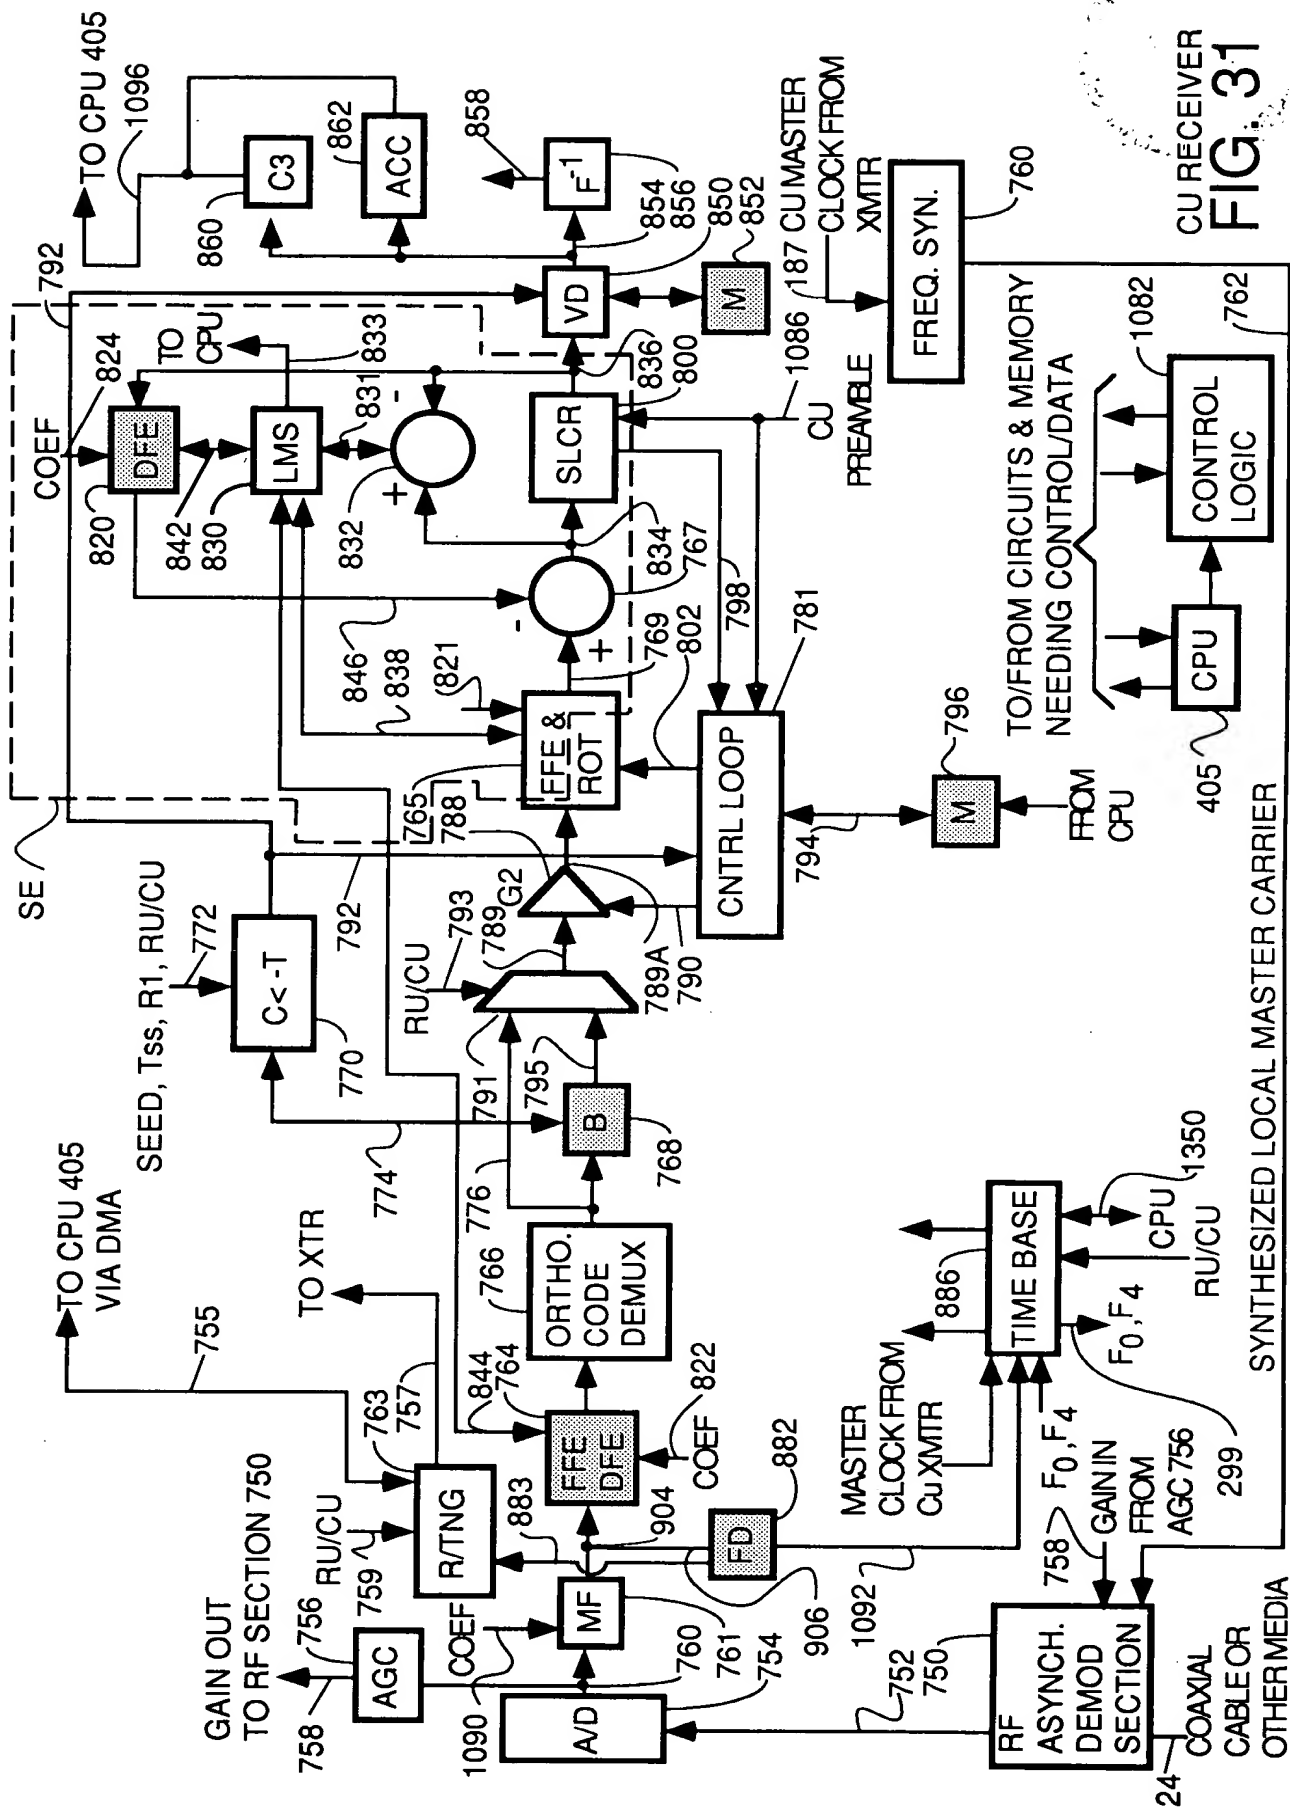 GAIN OUT
TO RF SECTION 750
758
756
AGC
TO CPU 405
VIA DMA
755
RU/CU
759
763
757
TO XTR
R/TNG
883
COEF
1090
MF
A/D
760
761
754
844
764
FFE
DFE
822
COEF
904
FD
882
906
1092
752
750
RF
ASYNCH.
DEMOD
SECTION
24
COAXIAL
CABLE OR
OTHER MEDIA
758
GAIN IN
FROM
AGC 756
766
ORTHO.
CODE
DEMUX
776
774
B
768
795
791
SEED, Tss, R1, RU/CU
772
C<-T
770
RU/CU
793
789
G2
788
789A
790
792
SE
765
FFE &
ROT
846
838
(821
769
802
767
834
CNTRL LOOP
781
798
794
M
796
FROM
CPU
COEF
824
792
DFE
820
842
830
LMS
831
832
833
TO
CPU
+
-
+
-
SLCR
836
800
CU
PREAMBLE
1086
VD
850
M
852
854
856
F-1
858
860
C3
862
ACC
TO CPU 405
1096
187
CU MASTER
CLOCK FROM
XMTR
FREQ. SYN.
760
762
SYNTHESIZED LOCAL MASTER CARRIER
MASTER
CLOCK FROM
Cu XMTR
886
TIME BASE
F0, F4
F0, F4
299
1350
CPU
RU/CU
TO/FROM CIRCUITS & MEMORY
NEEDING CONTROL/DATA
CPU
405
CONTROL
LOGIC
1082
CU RECEIVER
FIG. 31